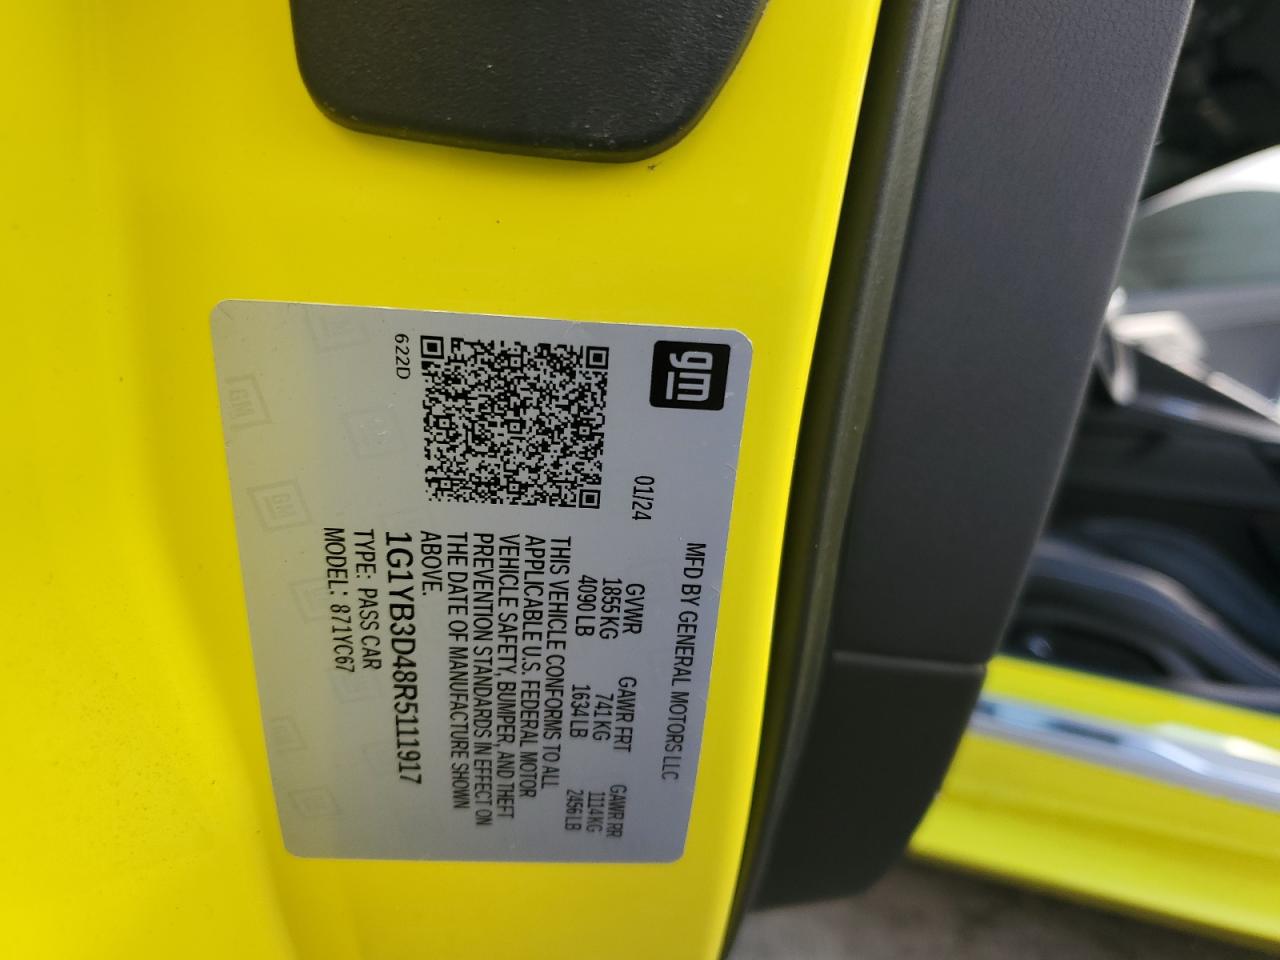 gm
MFD BY GENERAL MOTORS LLC
01/24
GVWR GAWR FRT GAWR RR
1855 KG 741 KG 1114 KG
4090 LB 1634 LB 2456 LB
THIS VEHICLE CONFORMS TO ALL
APPLICABLE U.S. FEDERAL MOTOR
VEHICLE SAFETY, BUMPER, AND THEFT
PREVENTION STANDARDS IN EFFECT ON
THE DATE OF MANUFACTURE SHOWN
ABOVE.
622D
1G1YB3D48R5111917
TYPE: PASS CAR
MODEL: 871YC67
GM
GM